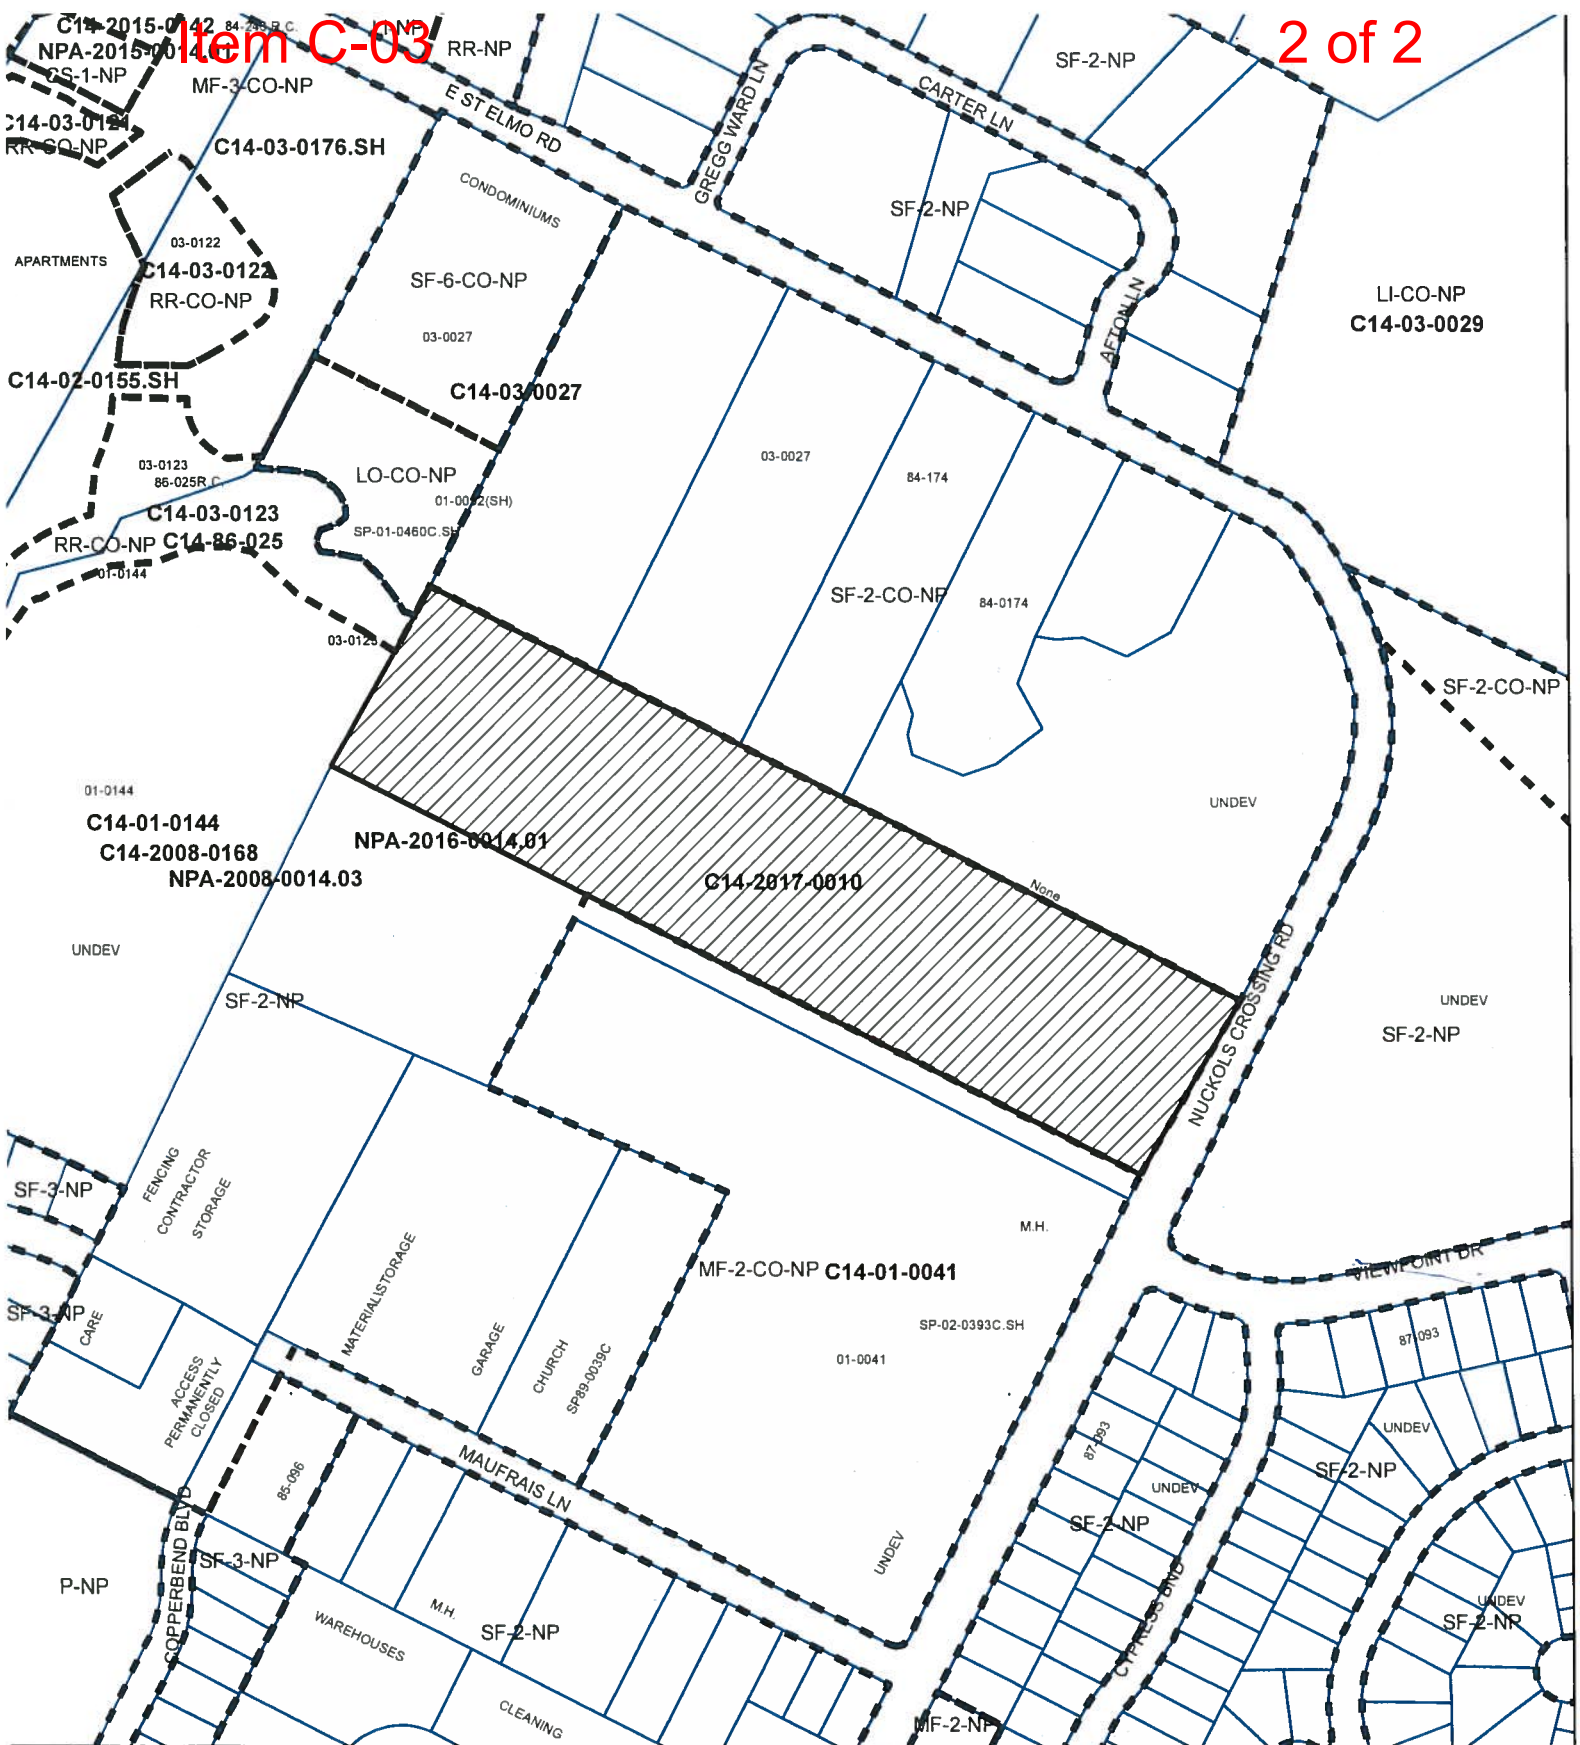 Item C-03
2 of 2
C14-2015-0142
84-243 R.C.
NPA-2015-0014.01
CS-1-NP
LI-NP
RR-NP
MF-3-CO-NP
SF-2-NP
C14-03-0121
RR-CO-NP
C14-03-0176.SH
E ST ELMO RD
GREGG WARD LN
CARTER LN
CONDOMINIUMS
SF-2-NP
APARTMENTS
03-0122
C14-03-0122
RR-CO-NP
SF-6-CO-NP
03-0027
AFTON LN
LI-CO-NP
C14-03-0029
C14-02-0155.SH
C14-03-0027
03-0027
84-174
03-0123
86-025R.C.
LO-CO-NP
01-0092(SH)
SP-01-0460C.SH
C14-03-0123
RR-CO-NP
C14-86-025
01-0144
SF-2-CO-NP
84-0174
03-0123
SF-2-CO-NP
01-0144
C14-01-0144
C14-2008-0168
NPA-2008-0014.03
NPA-2016-0014.01
C14-2017-0010
None
UNDEV
UNDEV
SF-2-NP
NUCKOLS CROSSING RD
UNDEV
SF-2-NP
SF-3-NP
FENCING
CONTRACTOR
STORAGE
M.H.
MATERIALSTORAGE
MF-2-CO-NP
C14-01-0041
VIEWPOINT DR
SF-3-NP
CARE
GARAGE
CHURCH
SP89-0039C
SP-02-0393C.SH
01-0041
87-093
ACCESS
PERMANENTLY
CLOSED
MAUFRAIS LN
85-096
87-093
UNDEV
SF-2-NP
UNDEV
SF-2-NP
UNDEV
COPPERBEND BLVD
SF-3-NP
P-NP
M.H.
WAREHOUSES
SF-2-NP
CYPRESS BND
UNDEV
SF-2-NP
CLEANING
MF-2-NP